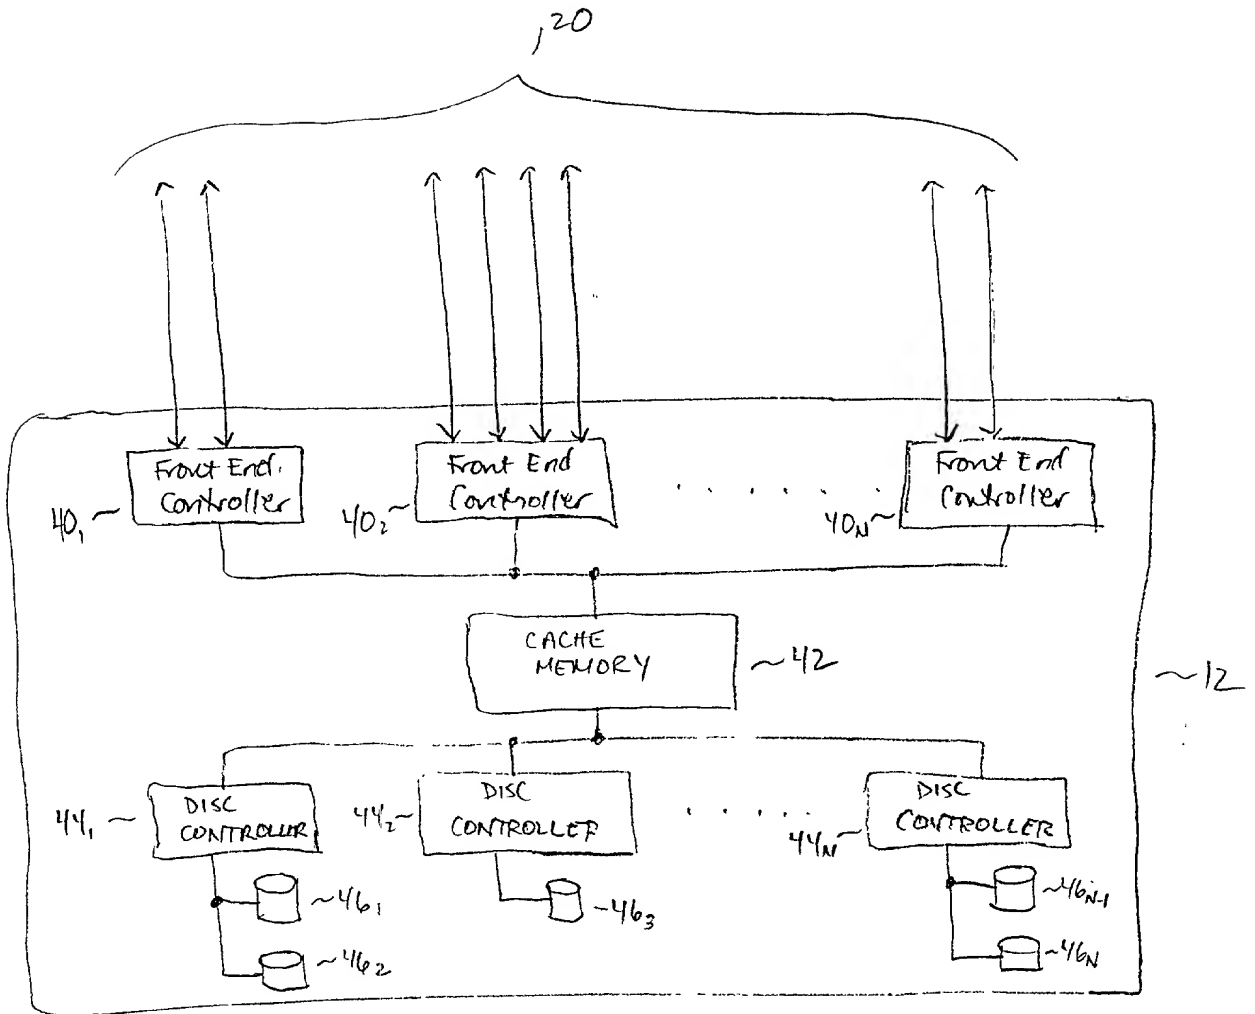 20
Front End
Controller
40₁
Front End
Controller
40₂
Front End
Controller
40N
CACHE
MEMORY
42
12
DISC
CONTROLLER
44₁
DISC
CONTROLLER
44₂
DISC
CONTROLLER
44N
46₁
46₂
46₃
46N-1
46N